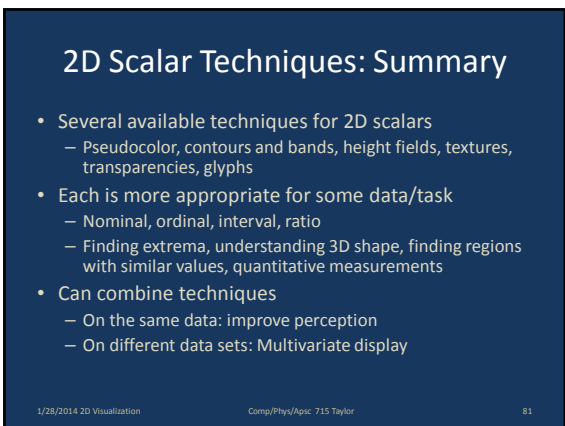 2D Scalar Techniques: Summary
• Several available techniques for 2D scalars
– Pseudocolor, contours and bands, height fields, textures,
transparencies, glyphs
• Each is more appropriate for some data/task
– Nominal, ordinal, interval, ratio
– Finding extrema, understanding 3D shape, finding regions
with similar values, quantitative measurements
• Can combine techniques
– On the same data: improve perception
– On different data sets: Multivariate display
1/28/2014 2D Visualization Comp/Phys/Apsc 715 Taylor 81